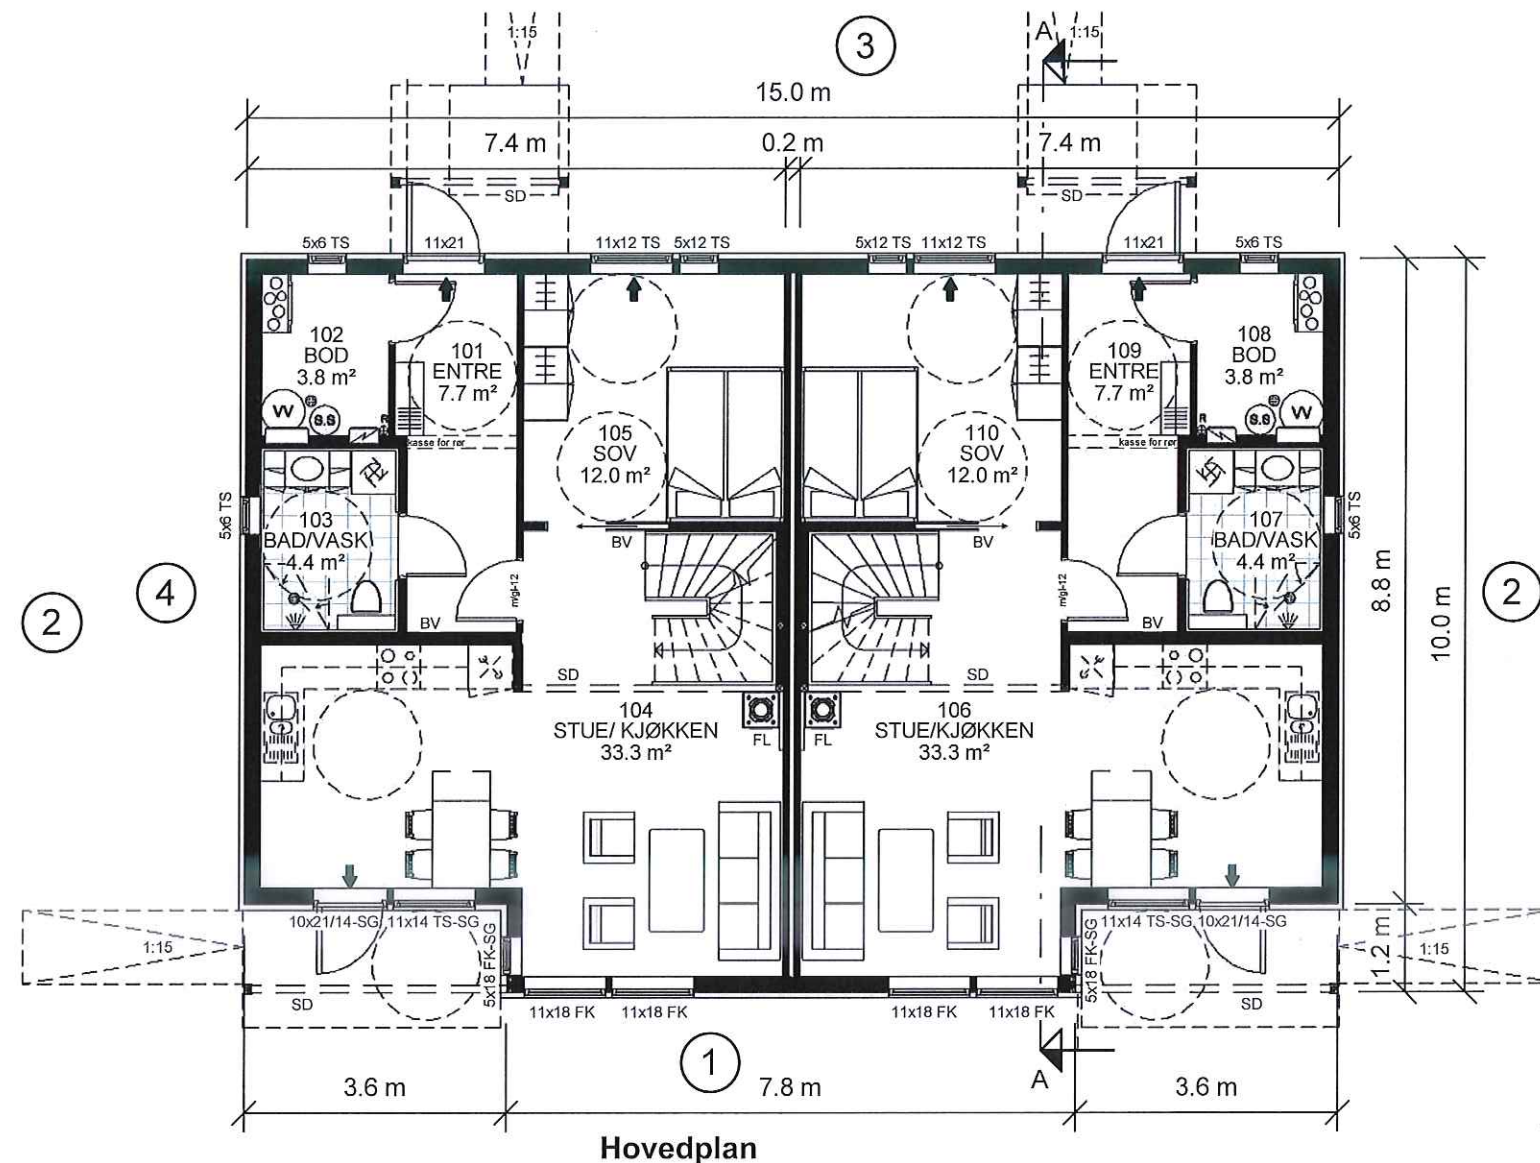 1:15
3
A
1:15
15.0 m
7.4 m
0.2 m
7.4 m
SD
SD
5x6 TS
11x21
11x12 TS
5x12 TS
5x12 TS
11x12 TS
11x21
5x6 TS
102
BOD
3.8 m²
101
ENTRE
7.7 m²
109
ENTRE
7.7 m²
108
BOD
3.8 m²
VV
S.S
kasse for rør
105
SOV
12.0 m²
110
SOV
12.0 m²
kasse for rør
S.S
VV
5x6 TS
103
BAD/VASK
4.4 m²
107
BAD/VASK
4.4 m²
5x6 TS
BV
BV
2
4
2
8.8 m
10.0 m
BV
m/gl-12
m/gl-12
BV
SD
SD
104
STUE/ KJØKKEN
33.3 m²
FL
FL
106
STUE/KJØKKEN
33.3 m²
10x21/14-SG
11x14 TS-SG
11x14 TS-SG
10x21/14-SG
1:15
5x18 FK-SG
5x18 FK-SG
1.2 m
1:15
SD
SD
11x18 FK
11x18 FK
11x18 FK
11x18 FK
1
A
3.6 m
7.8 m
3.6 m
Hovedplan